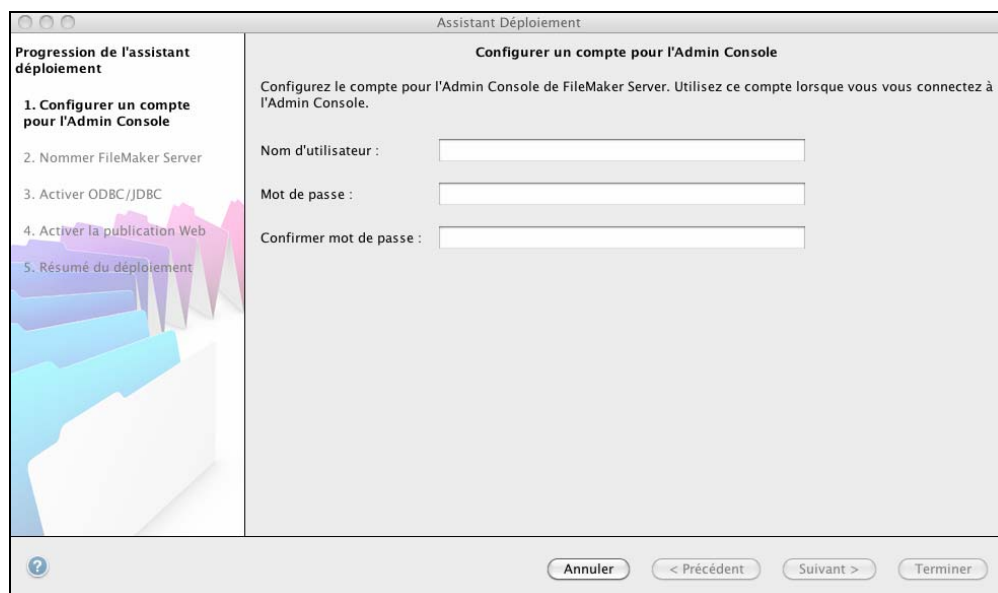 Assistant Déploiement
Progression de l'assistant
déploiement
1. Configurer un compte
pour l'Admin Console
2. Nommer FileMaker Server
3. Activer ODBC/JDBC
4. Activer la publication Web
5. Résumé du déploiement
Configurer un compte pour l'Admin Console
Configurez le compte pour l'Admin Console de FileMaker Server. Utilisez ce compte lorsque vous vous connectez à
l'Admin Console.
Nom d'utilisateur :
Mot de passe :
Confirmer mot de passe :
?
Annuler
< Précédent
Suivant >
Terminer